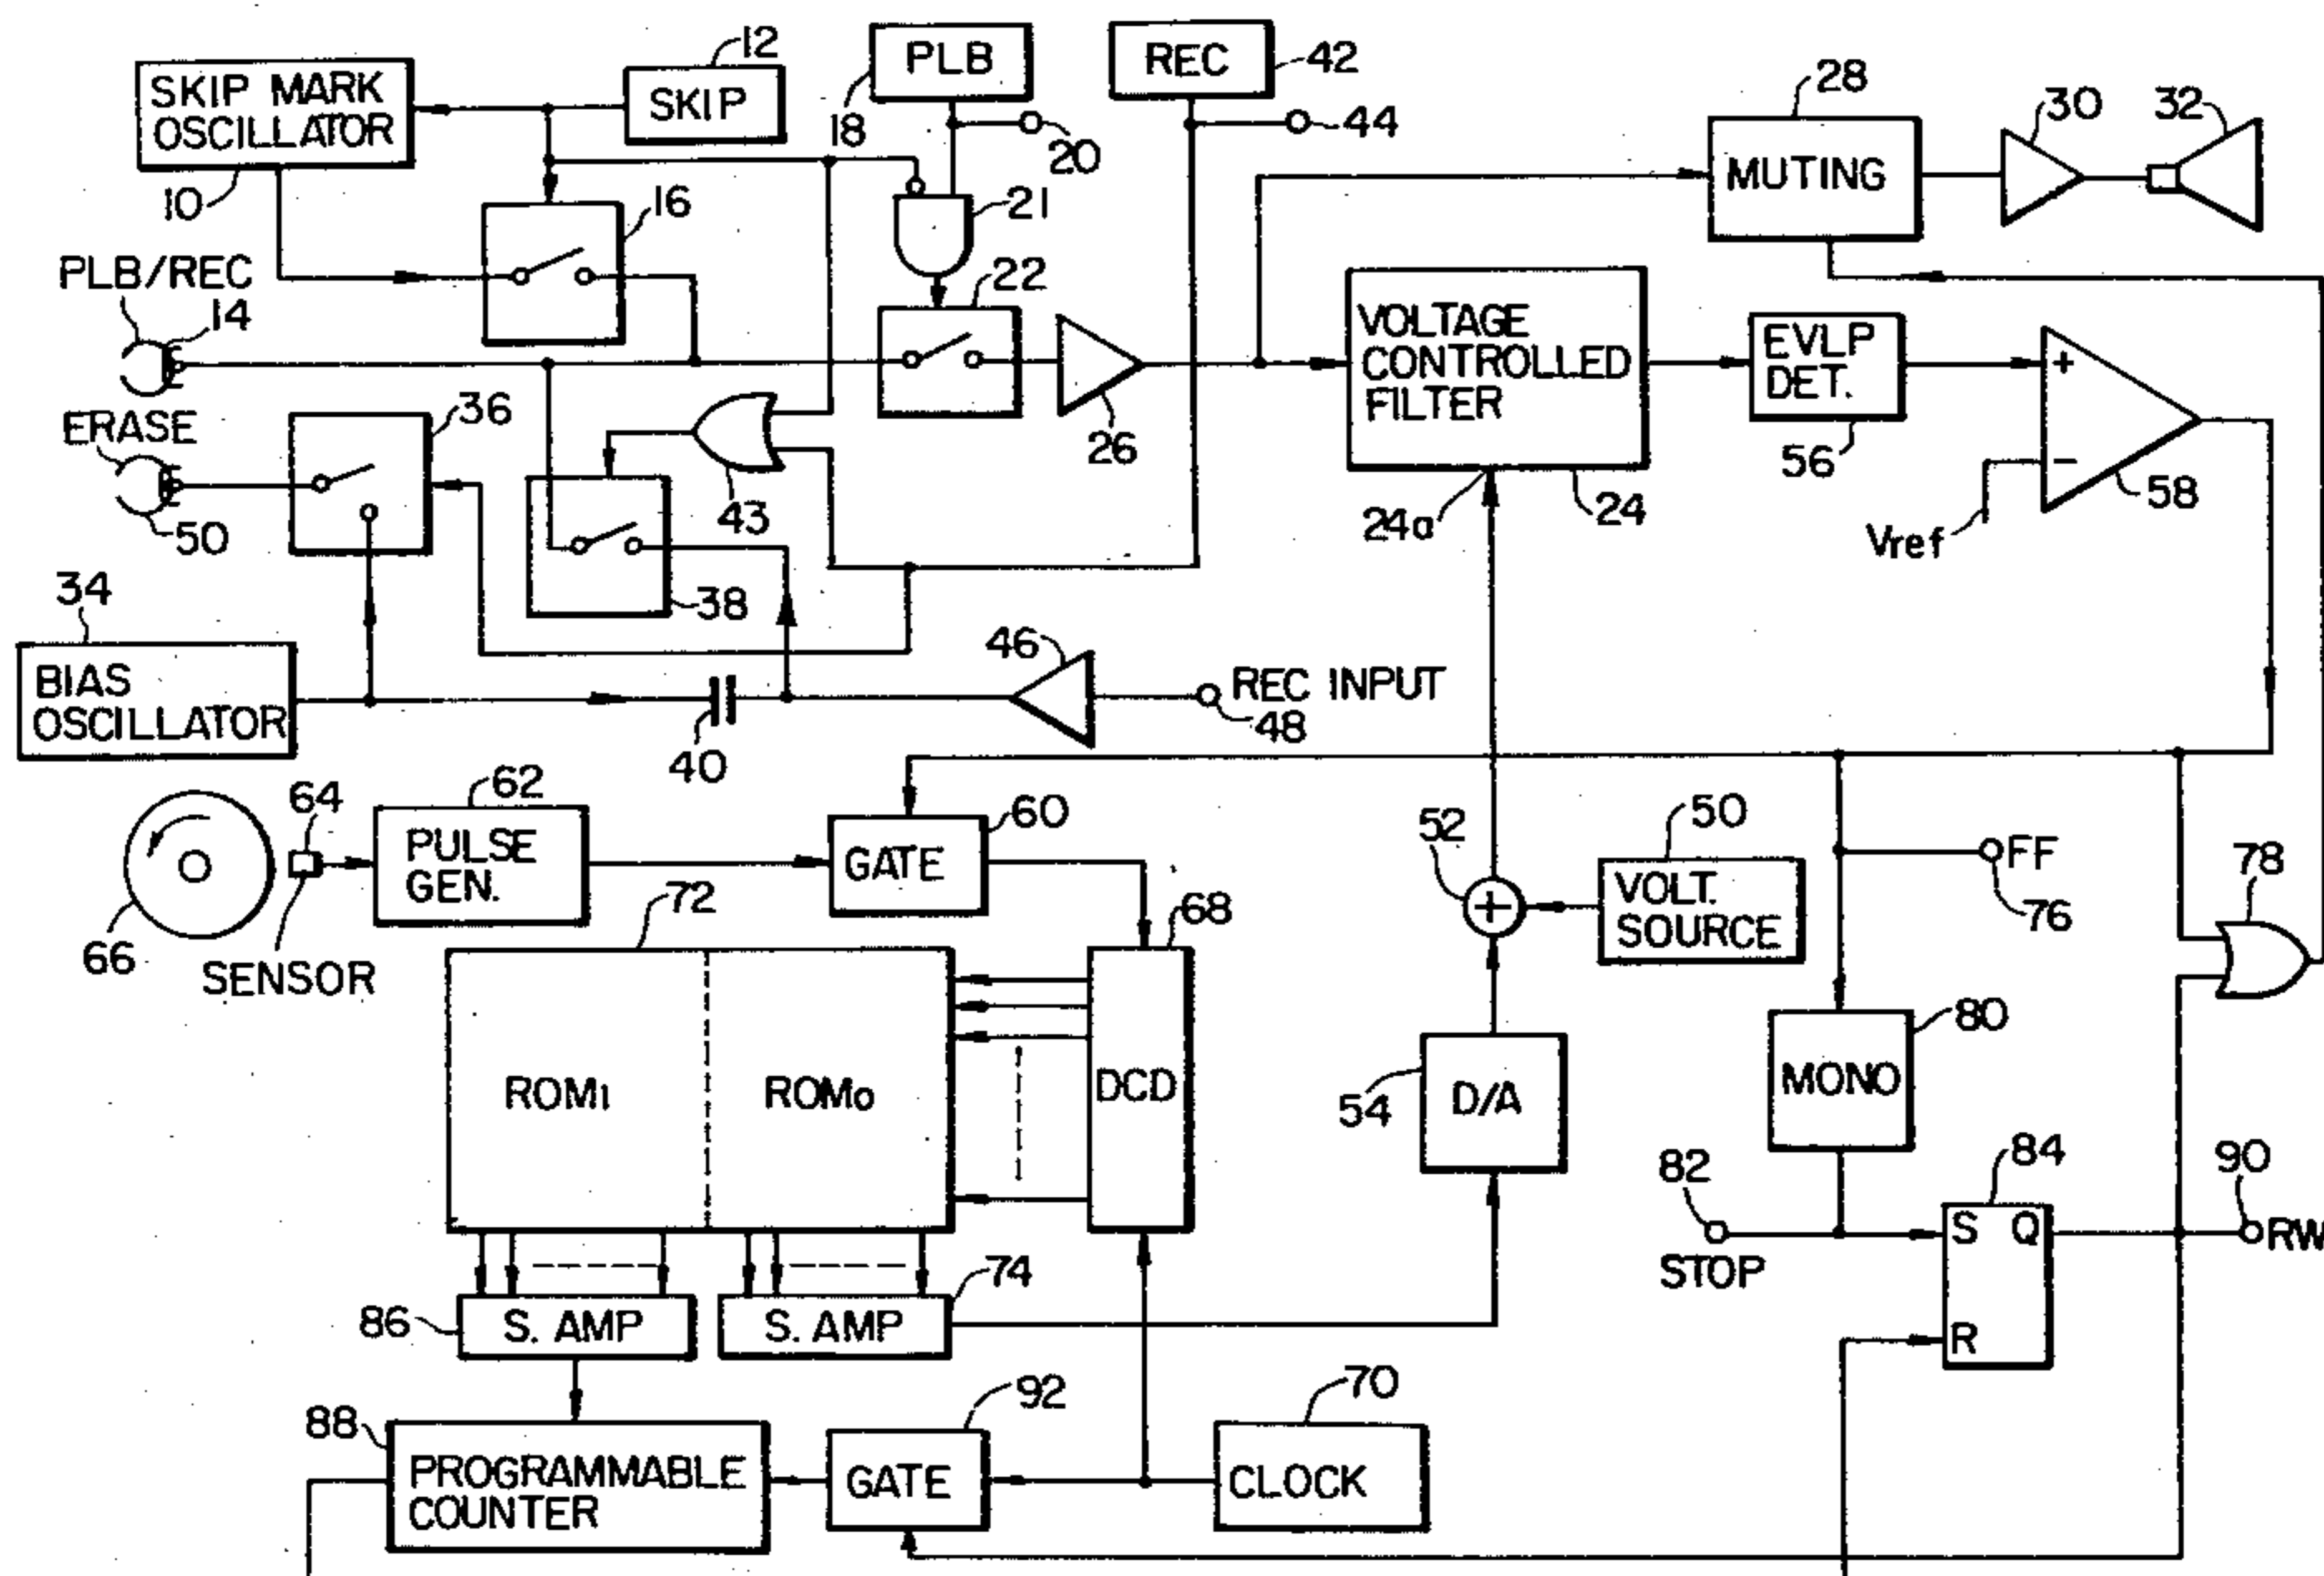 12
SKIP MARK
OSCILLATOR
SKIP
PLB
REC
42
18
20
44
28
30
32
MUTING
10
16
21
PLB/REC
14
22
VOLTAGE
CONTROLLED
FILTER
EVLP
DET.
+
−
ERASE
36
26
56
58
50
43
24a
24
Vref
34
38
BIAS
OSCILLATOR
46
REC INPUT
48
40
64
62
PULSE
GEN.
60
GATE
52
+
50
VOLT.
SOURCE
FF
76
78
66
SENSOR
72
68
ROM1
ROM0
DCD
54
D/A
80
MONO
82
STOP
84
S
Q
R
90
RW
86
S. AMP
S. AMP
74
88
PROGRAMMABLE
COUNTER
92
GATE
70
CLOCK